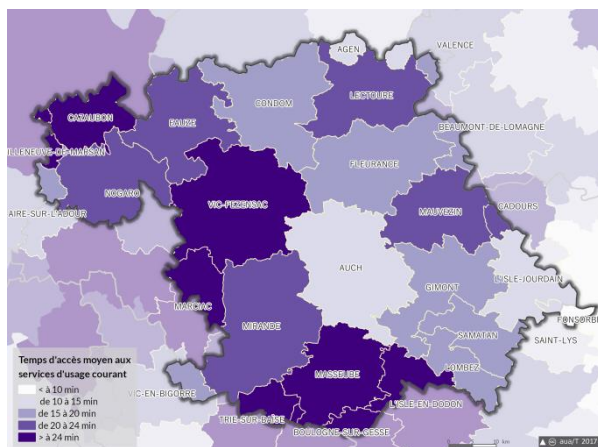 AGEN
VALENCE
CAZAUBON
EAUZE
CONDOM
LECTOURE
BEAUMONT-DE-LOMAGNE
VILLENEUVE-DE-MARSAN
FLEURANCE
NOGARO
VIC-FEZENSAC
MAUVEZIN
CADOURS
AIRE-SUR-L'ADOUR
AUCH
GIMONT
L'ISLE-JOURDAIN
MARCIAC
MIRANDE
SAMATAN
FONSORBE
SAINT-LYS
MASSEUBE
LOMBEZ
VIC-EN-BIGORRE
L'ISLE-EN-DODON
TRIE-SUR-BAÏSE
BOULOGNE-SUR-GESSE
Temps d'accès moyen aux
services d'usage courant
< à 10 min
de 10 à 15 min
de 15 à 20 min
de 20 à 24 min
> à 24 min
10 km
aua/T 2017